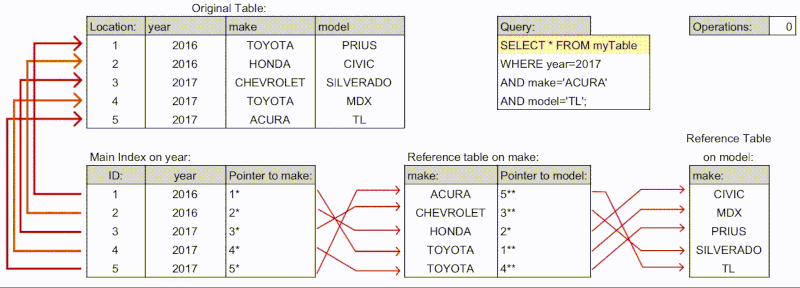 Original Table:
Location: year make model
1 2016 TOYOTA PRIUS
2 2016 HONDA CIVIC
3 2017 CHEVROLET SILVERADO
4 2017 TOYOTA MDX
5 2017 ACURA TL
Query:
SELECT * FROM myTable
WHERE year=2017
AND make='ACURA'
AND model='TL';
Operations: 0
Main Index on year:
ID: year Pointer to make:
1 2016 1*
2 2016 2*
3 2017 3*
4 2017 4*
5 2017 5*
Reference table on make:
make: Pointer to model:
ACURA 5**
CHEVROLET 3**
HONDA 2*
TOYOTA 1**
TOYOTA 4**
Reference Table
on model:
make:
CIVIC
MDX
PRIUS
SILVERADO
TL